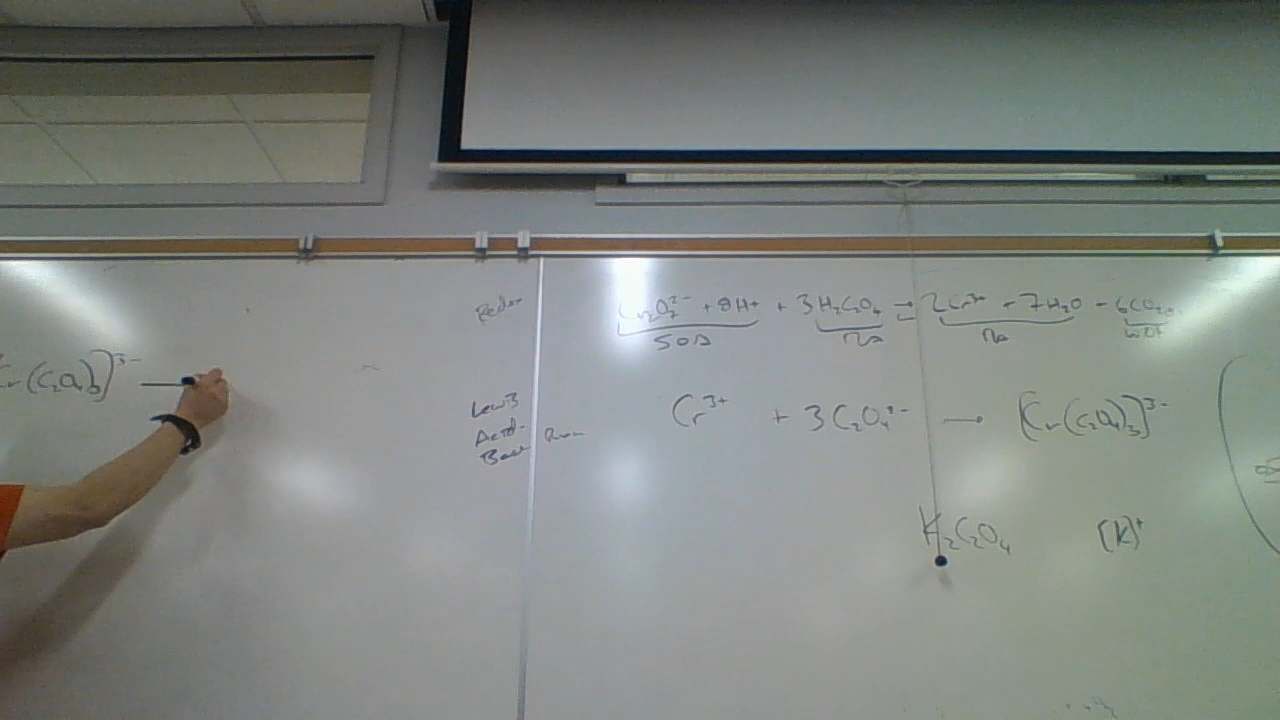 Redox
Cr₂O₇²⁻ + 8H⁺ + 3H₂C₂O₄ ⇌ 2Cr³⁺ + 7H₂O + 6CO₂
Cr(C₂O₄)₃]³⁻ —
Lewis
Acid-
Base Rxn
Cr³⁺ + 3C₂O₄²⁻ → [Cr(C₂O₄)₃]³⁻
K₂C₂O₄ [K]⁺